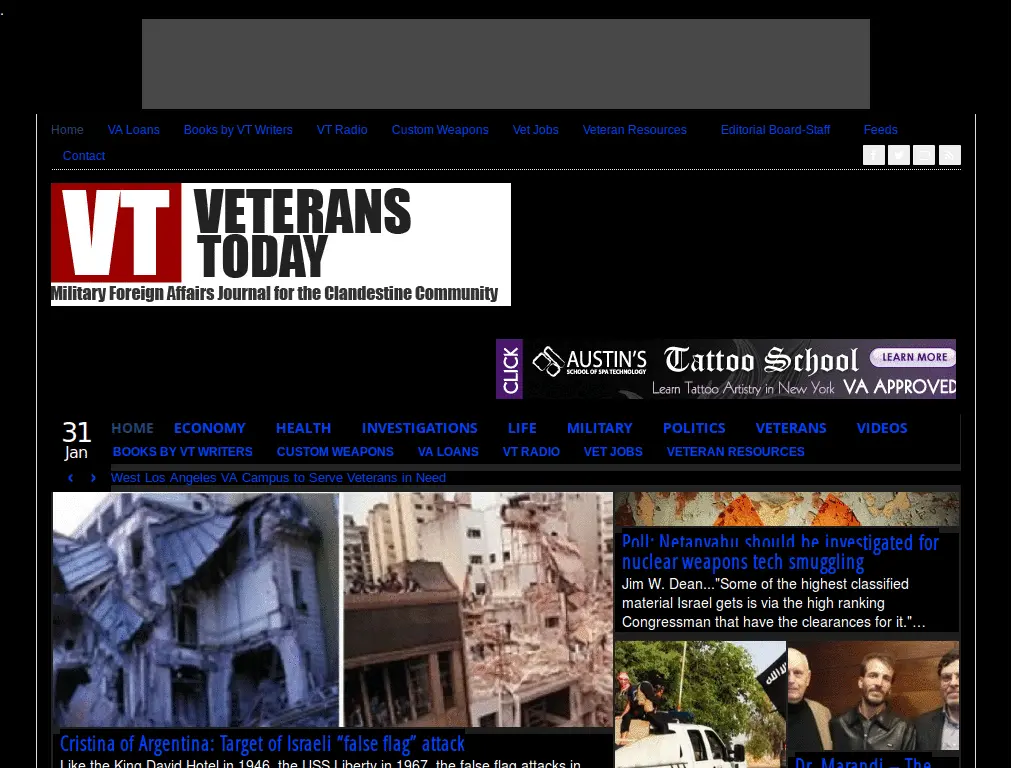 Home VA Loans Books by VT Writers VT Radio Custom Weapons Vet Jobs Veteran Resources Editorial Board-Staff Feeds
Contact
VT VETERANS
TODAY
Military Foreign Affairs Journal for the Clandestine Community
CLICK AUSTIN'S Tattoo School LEARN MORE
SCHOOL OF SPA TECHNOLOGY
Learn Tattoo Artistry in New York VA APPROVED
31
Jan
HOME ECONOMY HEALTH INVESTIGATIONS LIFE MILITARY POLITICS VETERANS VIDEOS
BOOKS BY VT WRITERS CUSTOM WEAPONS VA LOANS VT RADIO VET JOBS VETERAN RESOURCES
‹ › West Los Angeles VA Campus to Serve Veterans in Need
Poll: Netanyahu should be investigated for
nuclear weapons tech smuggling
Jim W. Dean..."Some of the highest classified
material Israel gets is via the high ranking
Congressman that have the clearances for it."...
Cristina of Argentina: Target of Israeli "false flag" attack
Like the King David Hotel in 1946, the USS Liberty in 1967, the false flag attacks in
Dr. Marandi – The